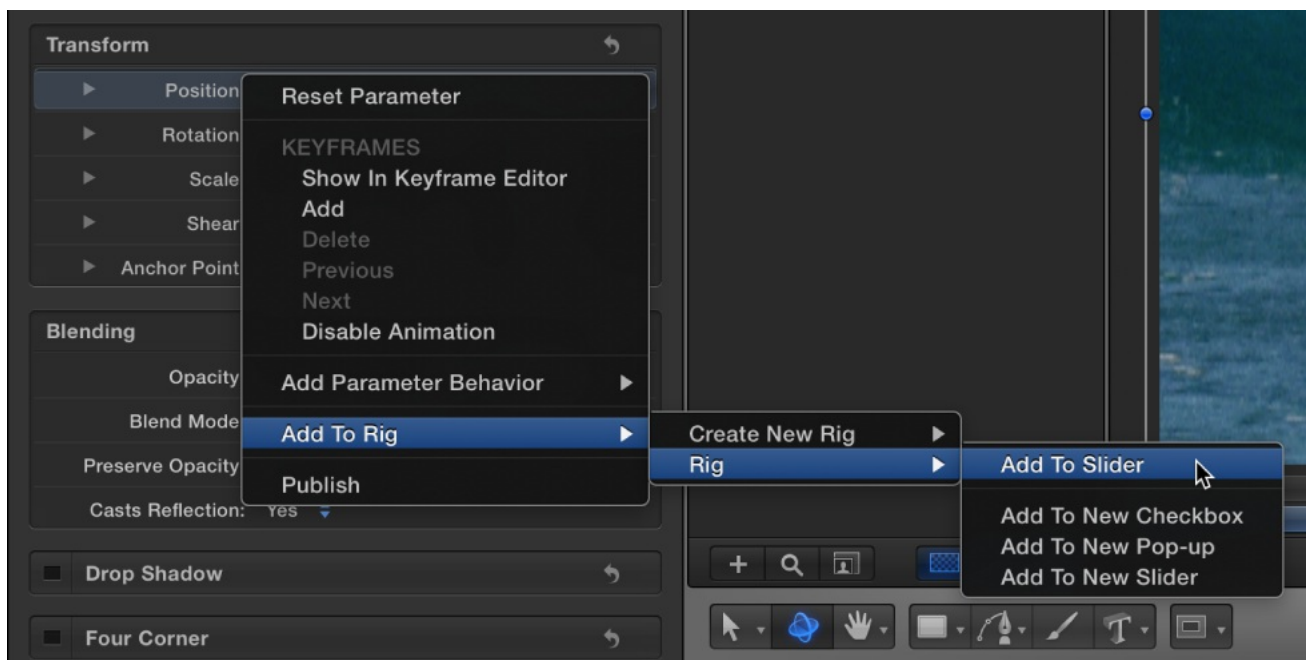 Transform
Position
Rotation
Scale
Shear
Anchor Point
Blending
Opacity
Blend Mode
Preserve Opacity
Casts Reflection: Yes
Drop Shadow
Four Corner
Reset Parameter
KEYFRAMES
Show In Keyframe Editor
Add
Delete
Previous
Next
Disable Animation
Add Parameter Behavior
Add To Rig
Publish
Create New Rig
Rig
Add To Slider
Add To New Checkbox
Add To New Pop-up
Add To New Slider
T